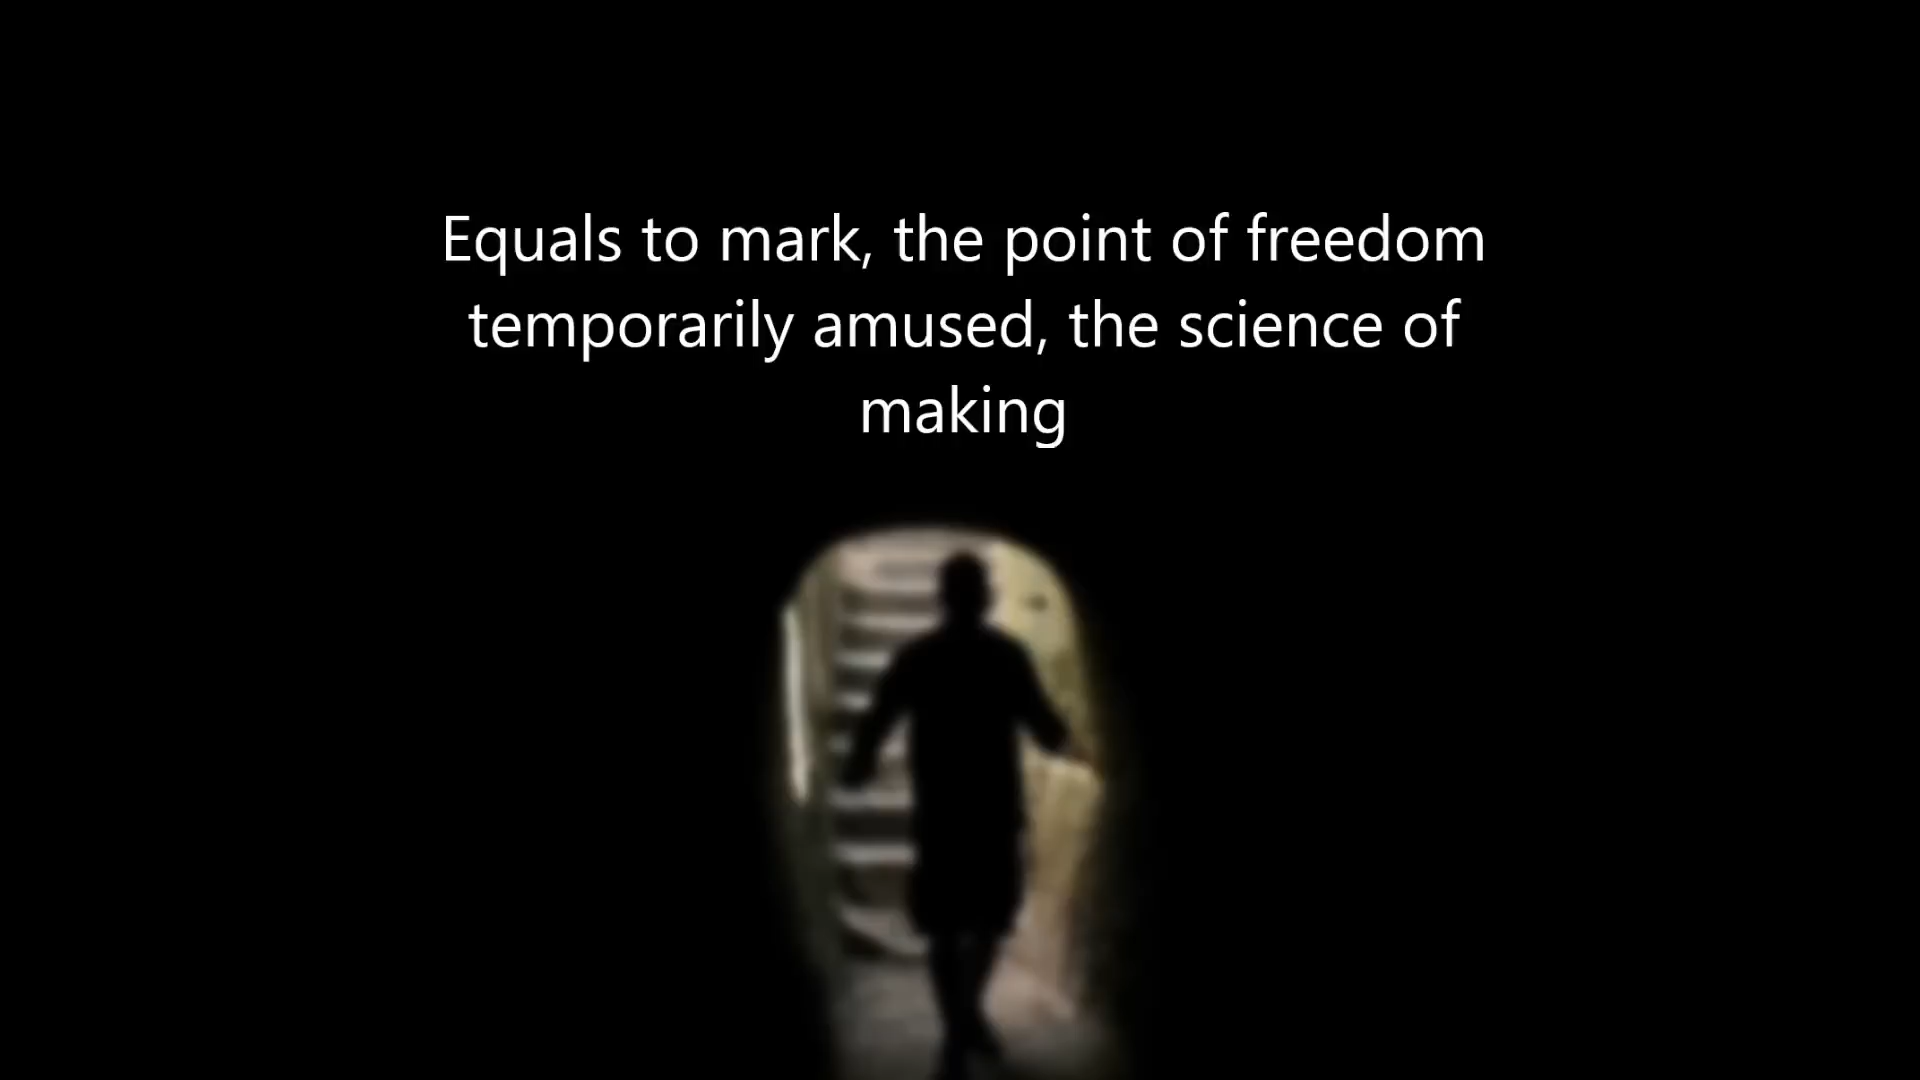 Equals to mark, the point of freedom
temporarily amused, the science of
making